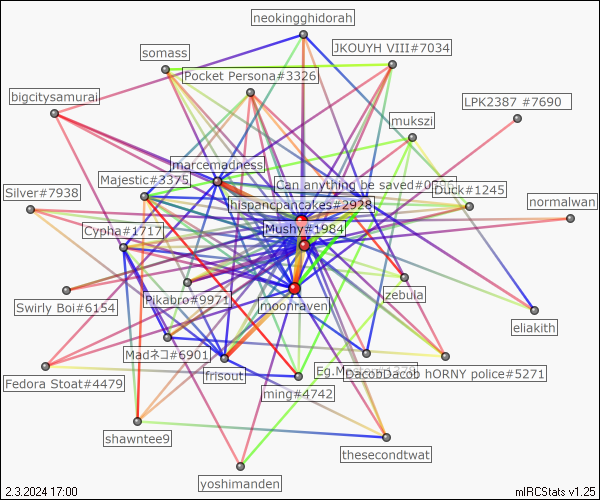 neokingghidorah
JKOUYH VIII#7034
somass
Pocket Persona#3326
bigcitysamurai
LPK2387 #7690
mukszi
marcemadness
Majestic#3375
Can anything be saved#0
Duck#1245
Silver#7938
hispancpancakes#2928
normalwan
Cypha#1717
Mushy#1984
zebula
Pikabro#9971
Swirly Boi#6154
moonraven
eliakith
Madネコ#6901
frisout
Eg.M
DacobDacob hORNY police#5271
Fedora Stoat#4479
ming#4742
shawntee9
thesecondtwat
yoshimanden
2.3.2024 17:00
mIRCStats v1.25